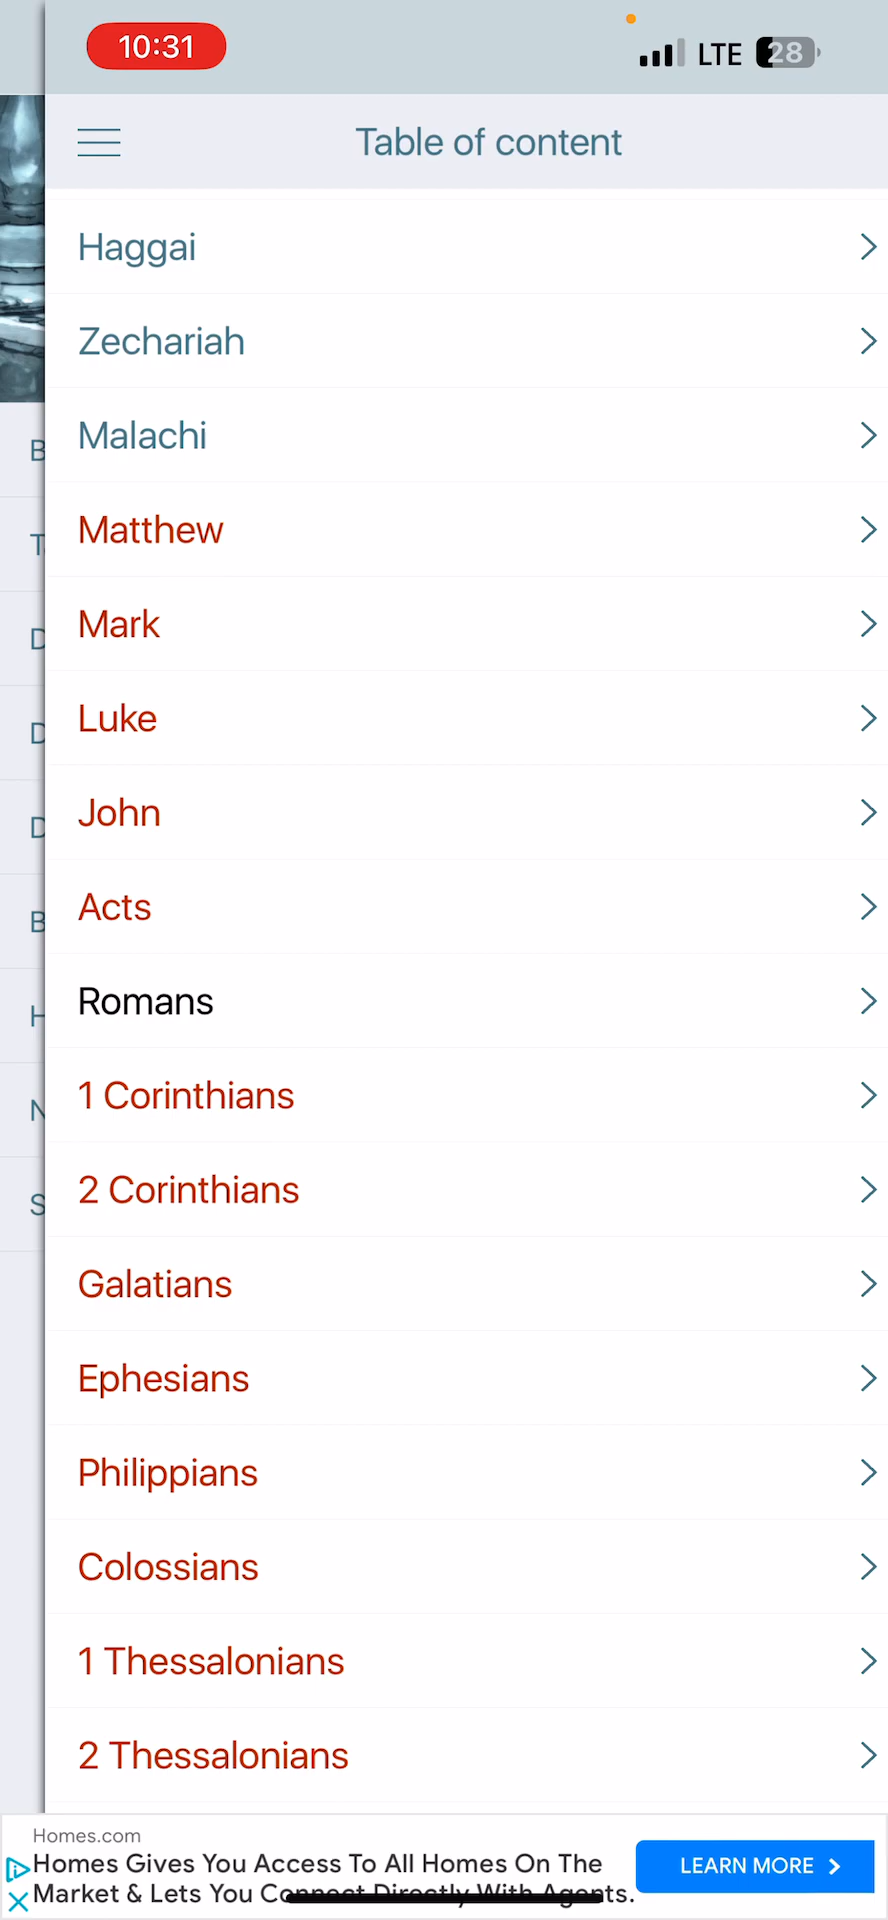 10:31
LTE 28
Table of content
Haggai
Zechariah
Malachi
Matthew
Mark
Luke
John
Acts
Romans
1 Corinthians
2 Corinthians
Galatians
Ephesians
Philippians
Colossians
1 Thessalonians
2 Thessalonians
B
T
D
D
D
B
H
N
S
Homes.com
Homes Gives You Access To All Homes On The
Market & Lets You Connect Directly With Agents.
LEARN MORE